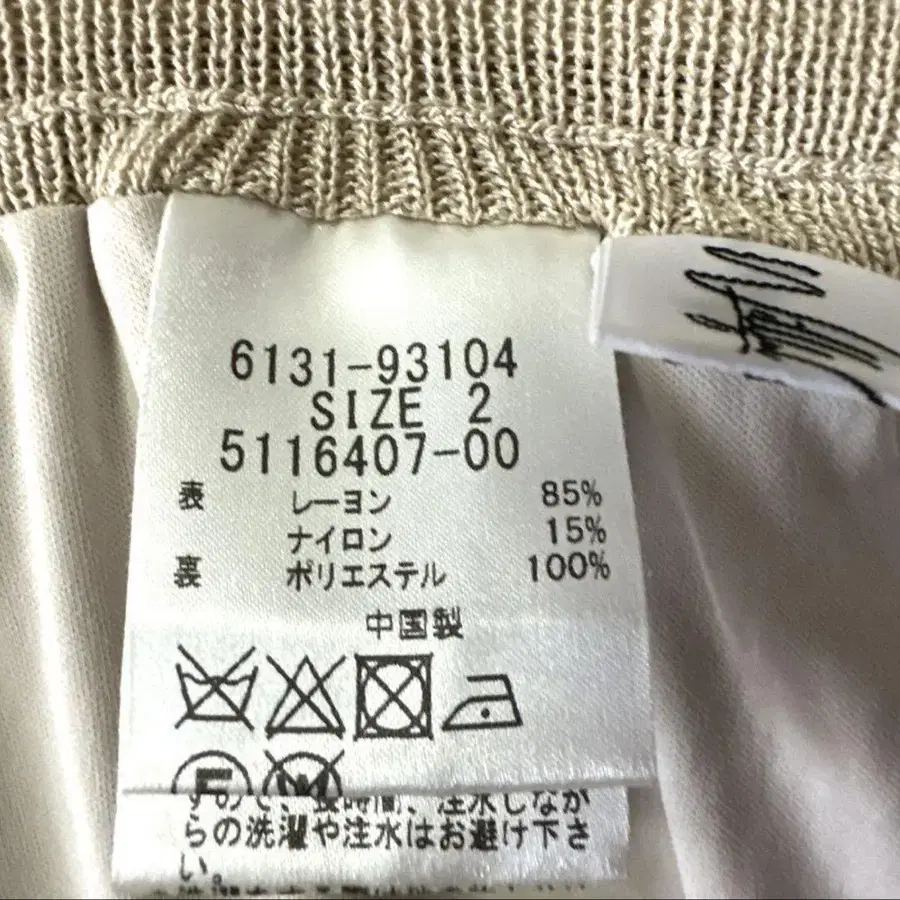 6131-93104
SIZE 2
5116407-00
表 レーヨン 85%
ナイロン 15%
裏 ポリエステル 100%
中国製
F W
らの洗濯や注水はお避け下さ
い。